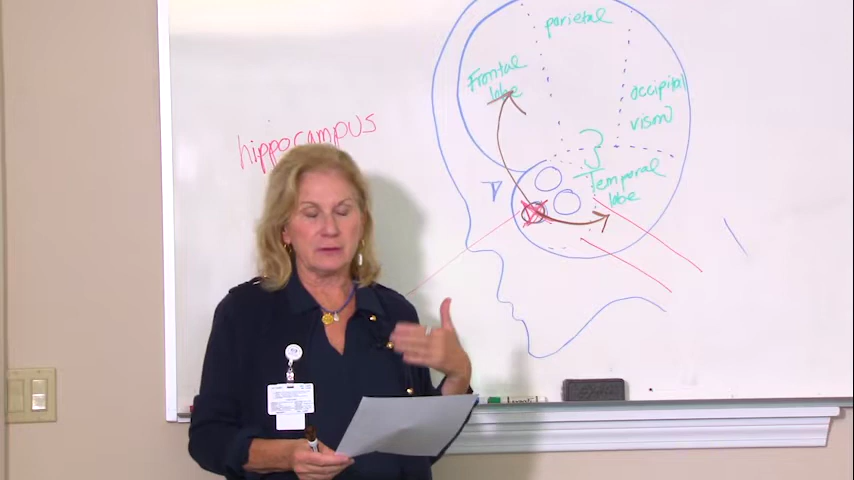 parietal
Frontal
lobe
occipital
vision
hippocampus
Temporal
lobe